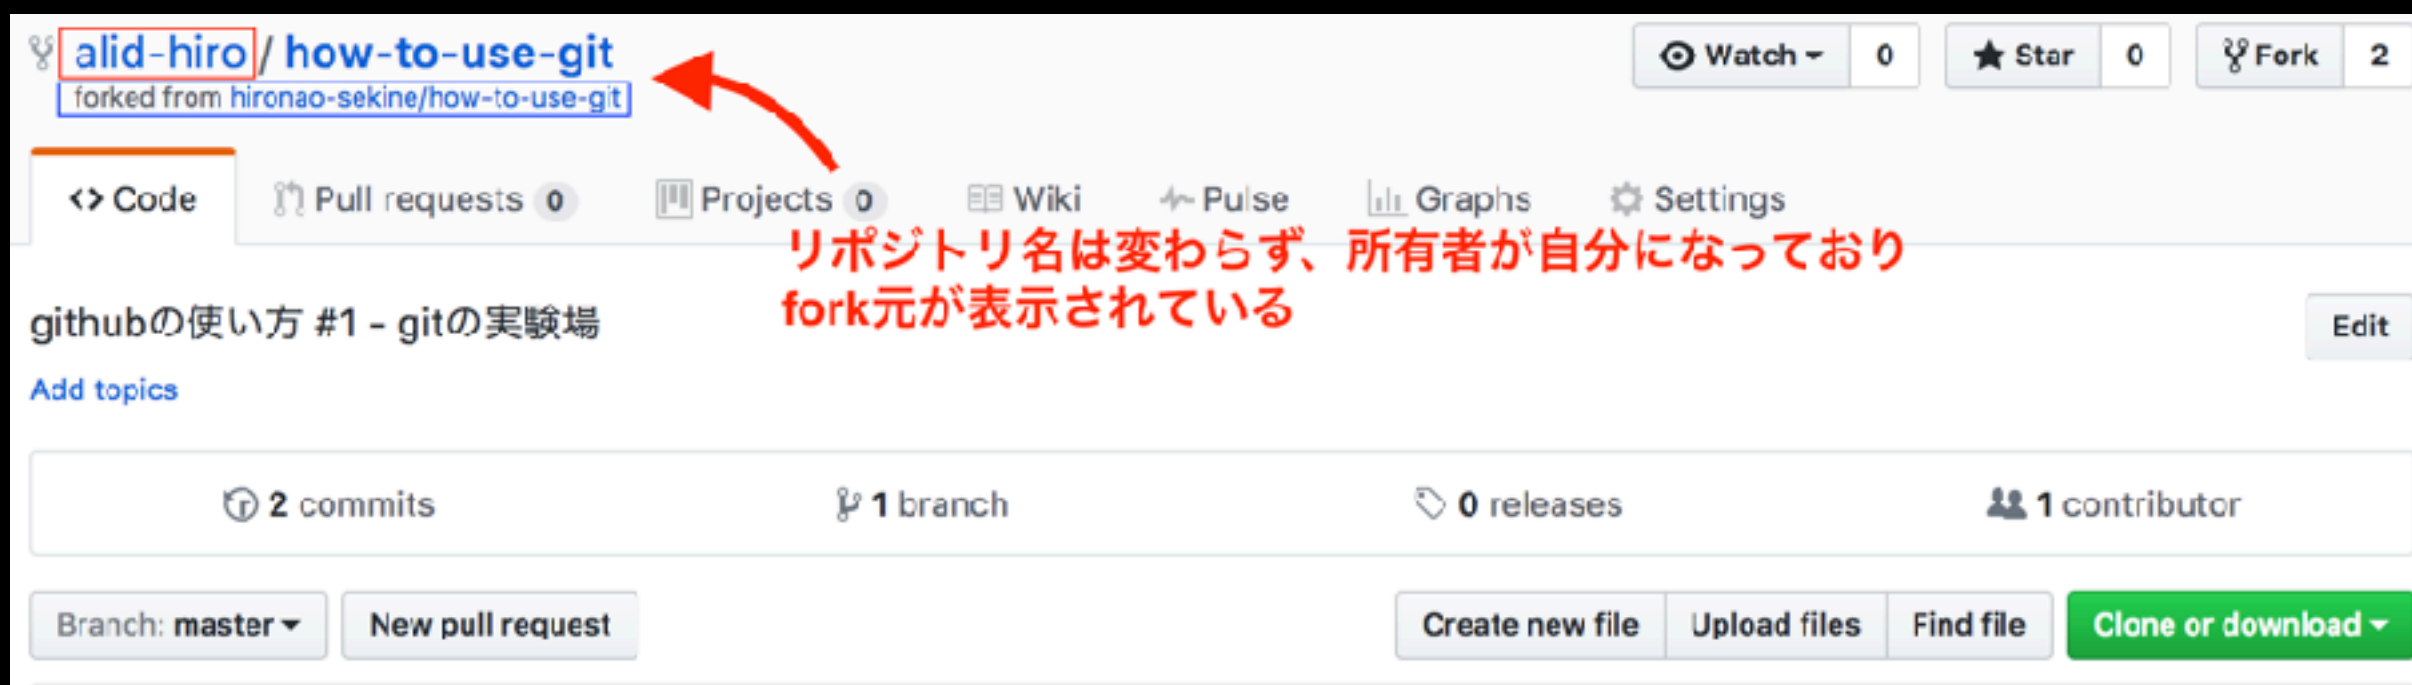 alid-hiro / how-to-use-git
forked from hironao-sekine/how-to-use-git
Watch 0 Star 0 Fork 2
<> Code Pull requests 0 Projects 0 Wiki Pulse Graphs Settings
リポジトリ名は変わらず、所有者が自分になっており
fork元が表示されている
githubの使い方 #1 - gitの実験場
Edit
Add topics
2 commits 1 branch 0 releases 1 contributor
Branch: master New pull request Create new file Upload files Find file Clone or download